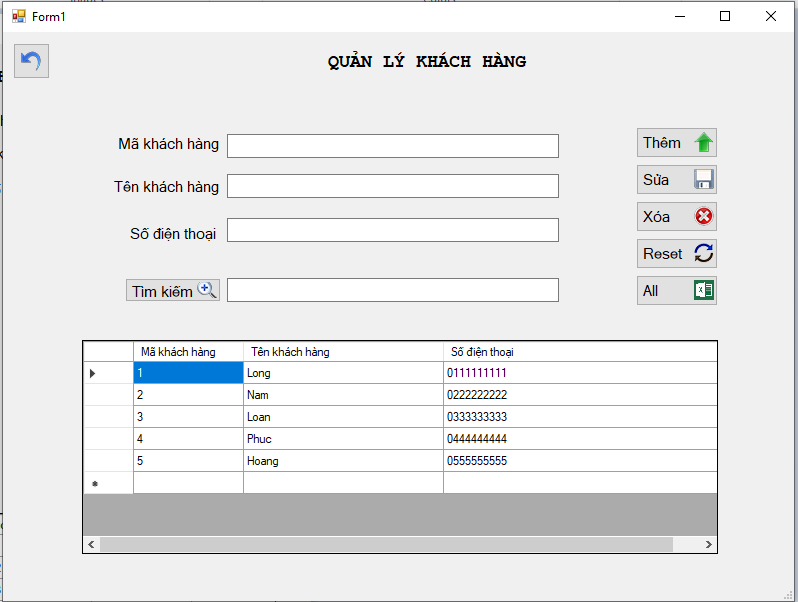 Form1
QUẢN LÝ KHÁCH HÀNG
Mã khách hàng
Thêm
Tên khách hàng
Sửa
Số điện thoại
Xóa
Reset
Tìm kiếm
All
Mã khách hàng Tên khách hàng Số điện thoại
1 Long 0111111111
2 Nam 0222222222
3 Loan 0333333333
4 Phuc 0444444444
5 Hoang 0555555555